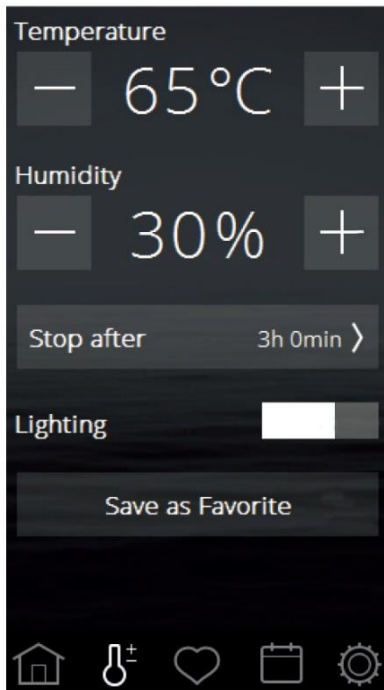 Temperature
— 65°C +
Humidity
— 30% +
Stop after 3h 0min >
Lighting
Save as Favorite